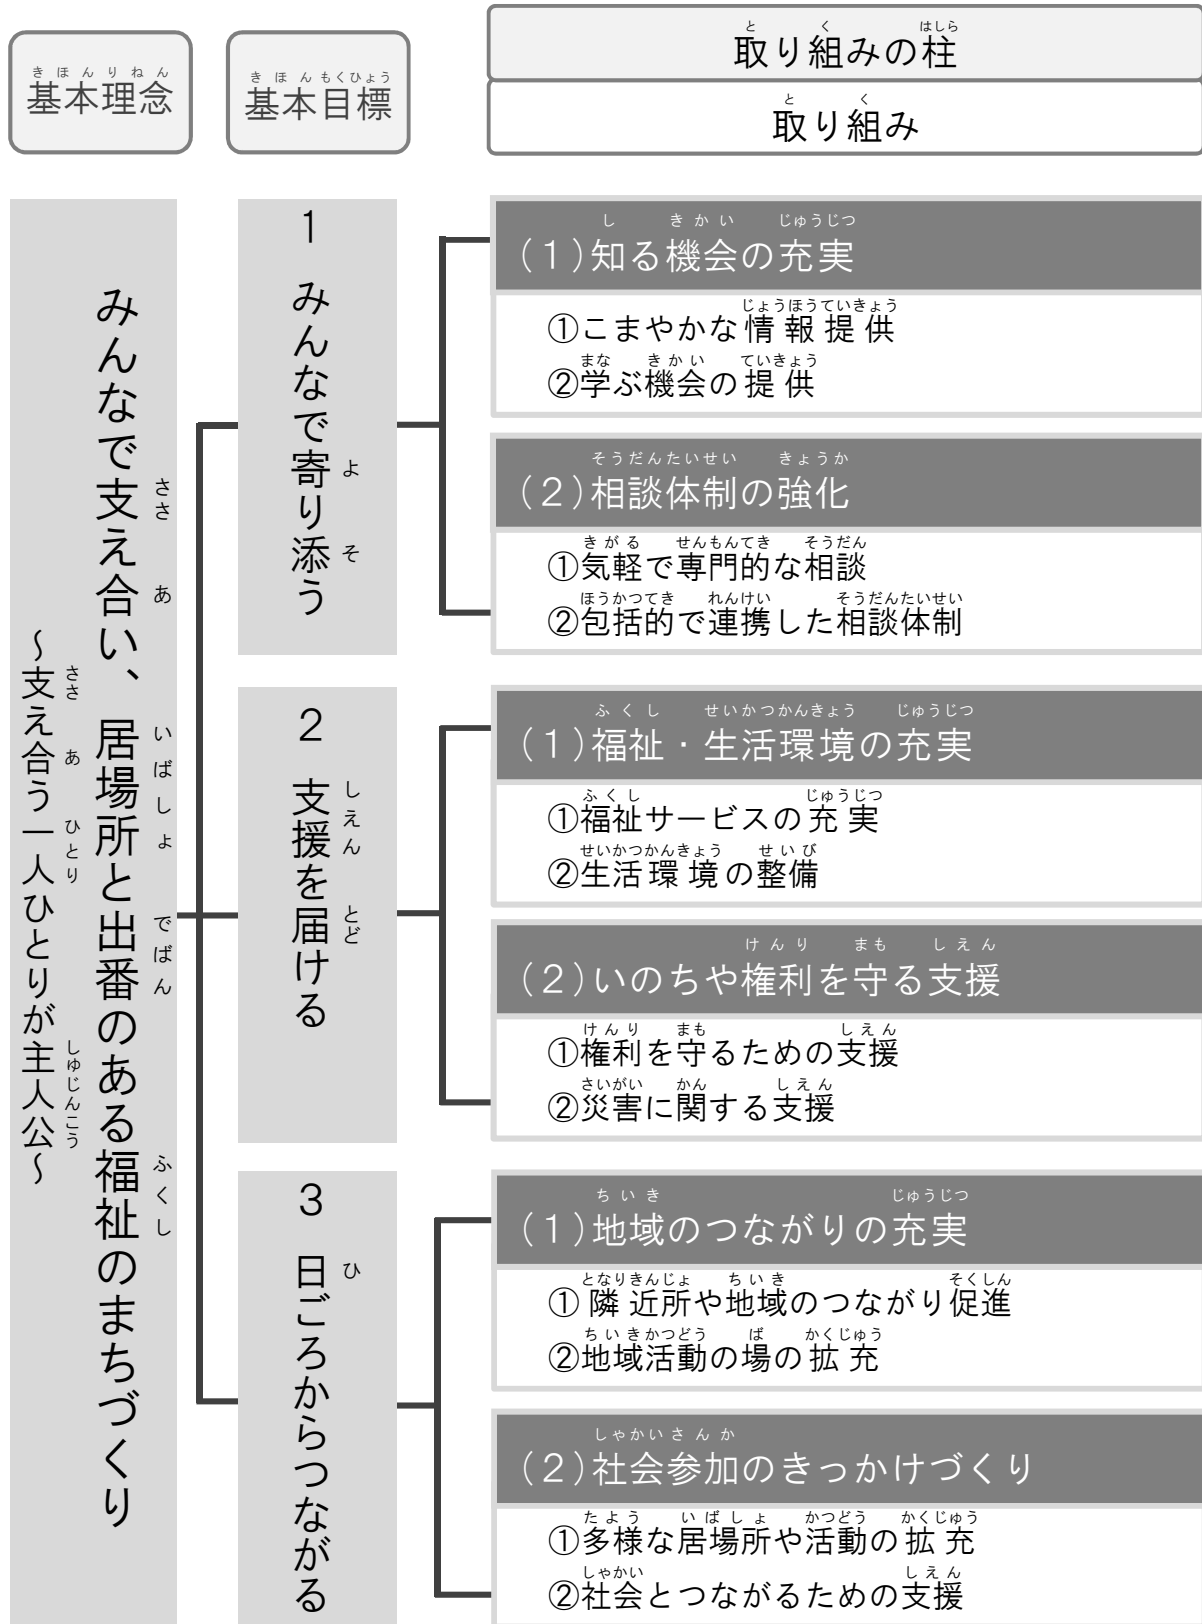 基本理念
基本目標
取り組みの柱
取り組み
みんなで支え合い、居場所と出番のある福祉のまちづくり
～支え合う一人ひとりが主人公～
1 みんなで寄り添う
(1)知る機会の充実
①こまやかな情報提供
②学ぶ機会の提供
(2)相談体制の強化
①気軽で専門的な相談
②包括的で連携した相談体制
2 支援を届ける
(1)福祉・生活環境の充実
①福祉サービスの充実
②生活環境の整備
(2)いのちや権利を守る支援
①権利を守るための支援
②災害に関する支援
3 日ごろからつながる
(1)地域のつながりの充実
①隣近所や地域のつながり促進
②地域活動の場の拡充
(2)社会参加のきっかけづくり
①多様な居場所や活動の拡充
②社会とつながるための支援